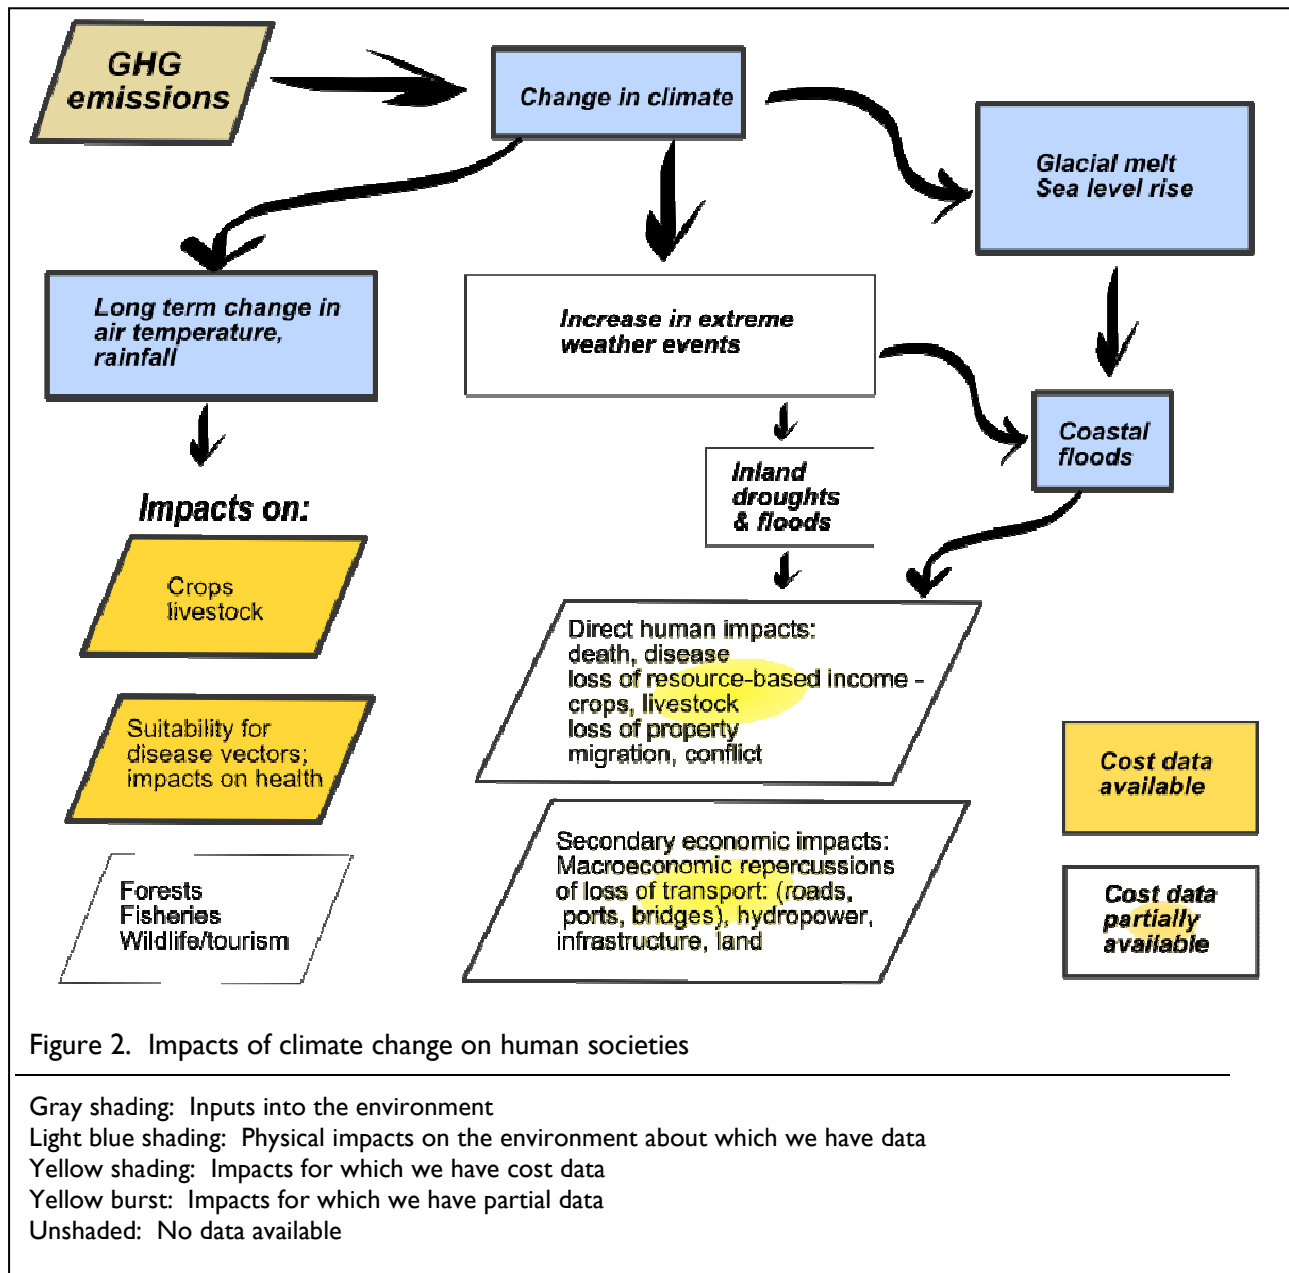 GHG
emissions
Change in climate
Glacial melt
Sea level rise
Long term change in
air temperature,
rainfall
Increase in extreme
weather events
Coastal
floods
Inland
droughts
& floods
Impacts on:
Crops
livestock
Suitability for
disease vectors;
impacts on health
Forests
Fisheries
Wildlife/tourism
Direct human impacts:
death, disease
loss of resource-based income -
crops, livestock
loss of property
migration, conflict
Secondary economic impacts:
Macroeconomic repercussions
of loss of transport: (roads,
ports, bridges), hydropower,
infrastructure, land
Cost data
available
Cost data
partially
available
Figure 2.  Impacts of climate change on human societies
Gray shading:  Inputs into the environment
Light blue shading:  Physical impacts on the environment about which we have data
Yellow shading:  Impacts for which we have cost data
Yellow burst:  Impacts for which we have partial data
Unshaded:  No data available